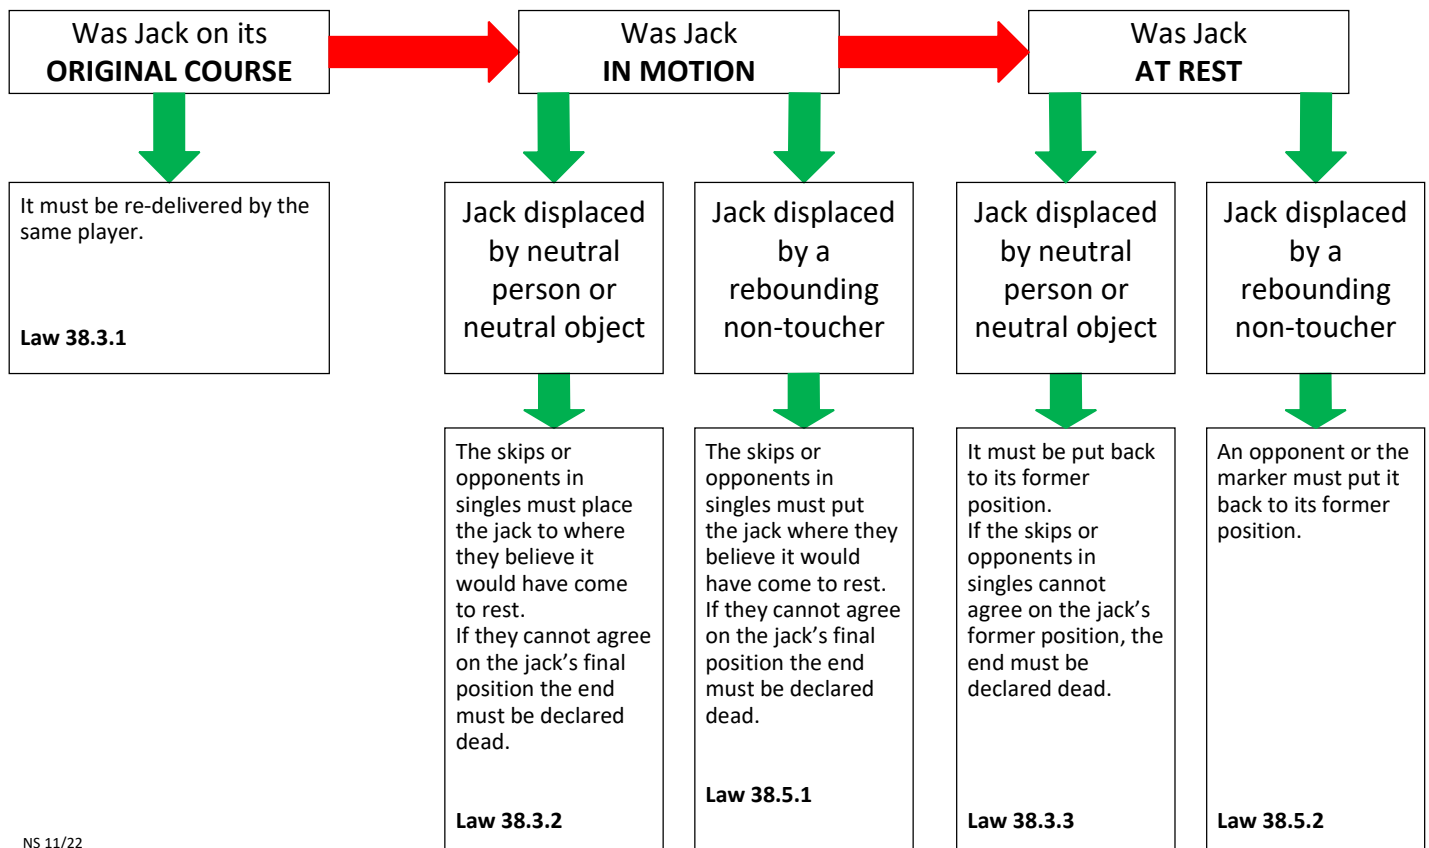 Was Jack on its
ORIGINAL COURSE
Was Jack
IN MOTION
Was Jack
AT REST
It must be re-delivered by the
same player.
Law 38.3.1
Jack displaced
by neutral
person or
neutral object
Jack displaced
by a
rebounding
non-toucher
Jack displaced
by neutral
person or
neutral object
Jack displaced
by a
rebounding
non-toucher
The skips or
opponents in
singles must place
the jack to where
they believe it
would have come
to rest.
If they cannot agree
on the jack’s final
position the end
must be declared
dead.
Law 38.3.2
The skips or
opponents in
singles must put
the jack where they
believe it would
have come to rest.
If they cannot agree
on the jack’s final
position the end
must be declared
dead.
Law 38.5.1
It must be put back
to its former
position.
If the skips or
opponents in
singles cannot
agree on the jack’s
former position, the
end must be
declared dead.
Law 38.3.3
An opponent or the
marker must put it
back to its former
position.
Law 38.5.2
NS 11/22